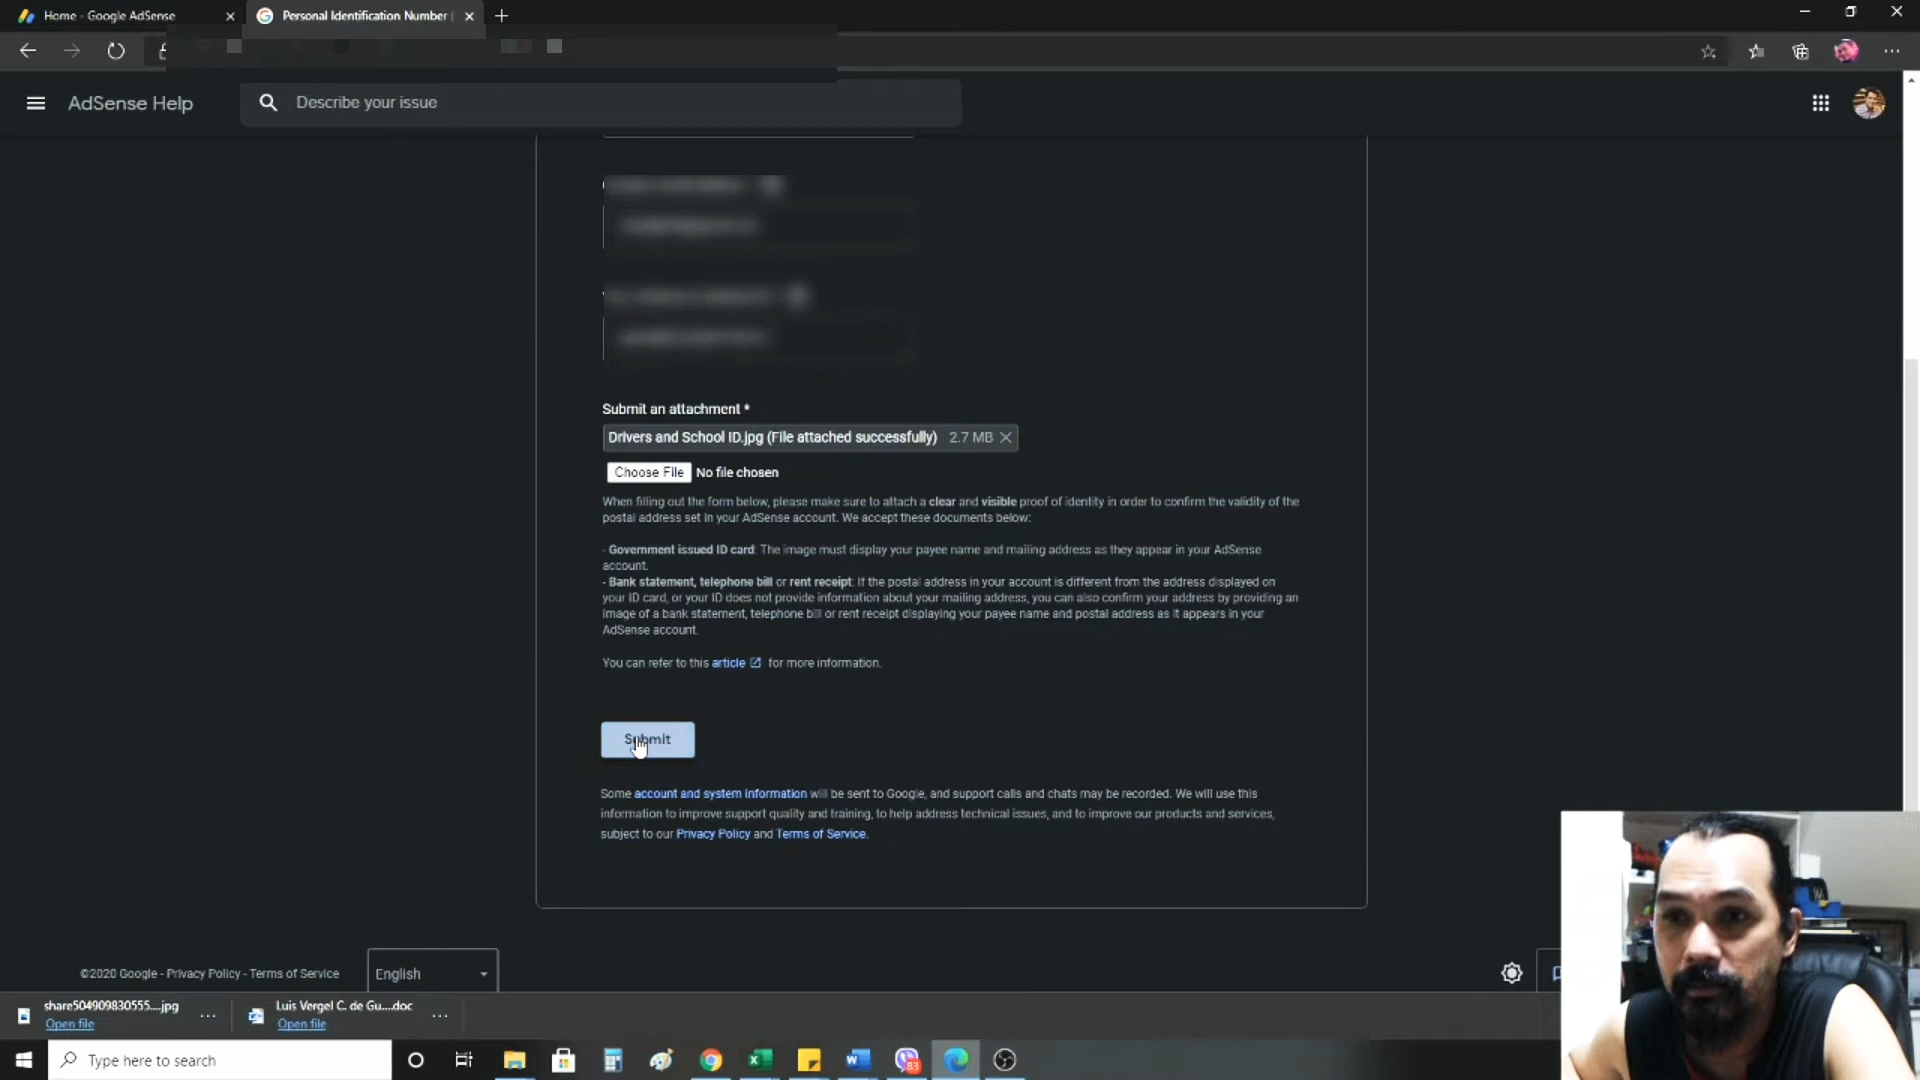 Home - Google AdSense
Personal Identification Number (
AdSense Help
Describe your issue
Submit an attachment *
Drivers and School ID.jpg (File attached successfully) 2.7 MB
Choose File No file chosen
When filling out the form below, please make sure to attach a clear and visible proof of identity in order to confirm the validity of the
postal address set in your AdSense account. We accept these documents below:
- Government issued ID card: The image must display your payee name and mailing address as they appear in your AdSense
account.
- Bank statement, telephone bill or rent receipt: If the postal address in your account is different from the address displayed on
your ID card, or your ID does not provide information about your mailing address, you can also confirm your address by providing an
image of a bank statement, telephone bill or rent receipt displaying your payee name and postal address as it appears in your
AdSense account.
You can refer to this article for more information.
Submit
Some account and system information will be sent to Google, and support calls and chats may be recorded. We will use this
information to improve support quality and training, to help address technical issues, and to improve our products and services,
subject to our Privacy Policy and Terms of Service.
©2020 Google - Privacy Policy - Terms of Service
English
share504909830555....jpg
Open file
Luis Vergel C. de Gu....doc
Open file
Type here to search
83